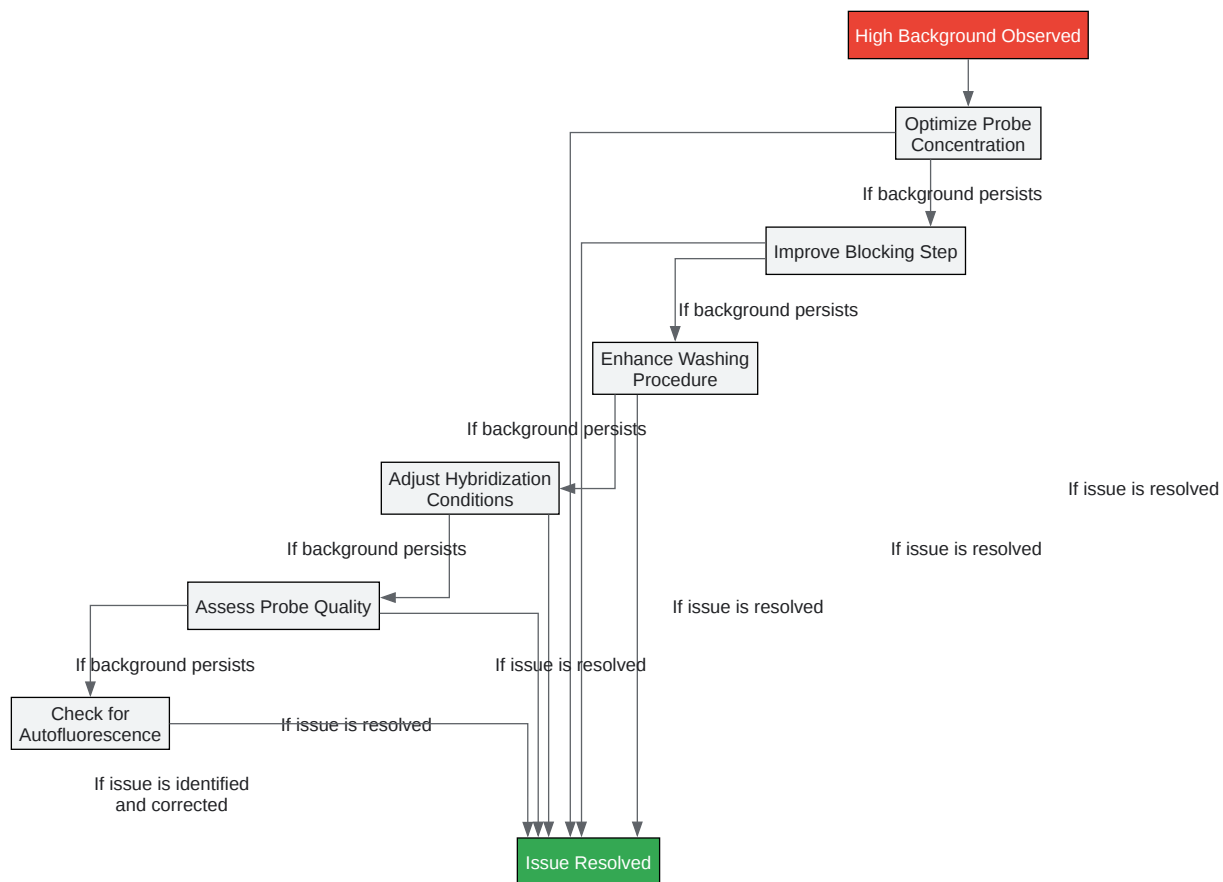 High Background Observed
Optimize Probe
Concentration
If background persists
Improve Blocking Step
If background persists
Enhance Washing
Procedure
If background persists
Adjust Hybridization
Conditions
If issue is resolved
If background persists
If issue is resolved
Assess Probe Quality
If issue is resolved
If background persists
If issue is resolved
Check for
Autofluorescence
If issue is resolved
If issue is identified
and corrected
Issue Resolved